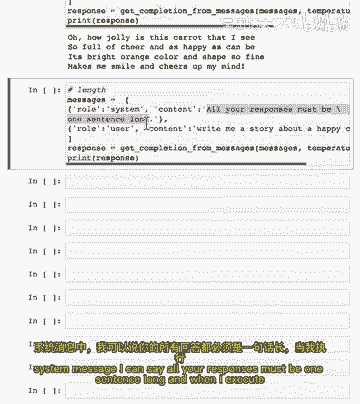 ]
response = get_completion_from_messages(messages, temperatu
print(response)
Oh, how jolly is this carrot that I see
So full of cheer and as happy as can be
Its bright orange color and shape so fine
Makes me smile and cheers up my mind!
In [ ]: # length
messages = [
{'role':'system', 'content':'All your responses must be \
one sentence long.'},
{'role':'user', 'content':'write me a story about a happy c
]
response = get_completion_from_messages(messages, temperatu
print(response)
In [ ]:
In [ ]:
In [ ]:
In [ ]:
In [ ]:
In [ ]:
In [ ]:
系统消息中，我可以说你的所有回答都必须是一句话长，当我执
行
In [ ]:
system message I can say all your responses must be one
sentence long and when I execute
In [ ]: